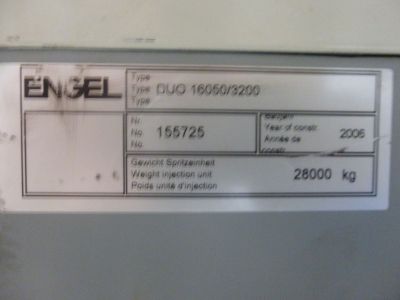 ENGEL
Type
Type DUO 16050/3200
Type
Nr.
No. 155725
No.
Baujahr
Year of constr. 2006
Année de
constr.
Gewicht Spritzeinheit
Weight injection unit 28000 kg
Poids unité d'injection